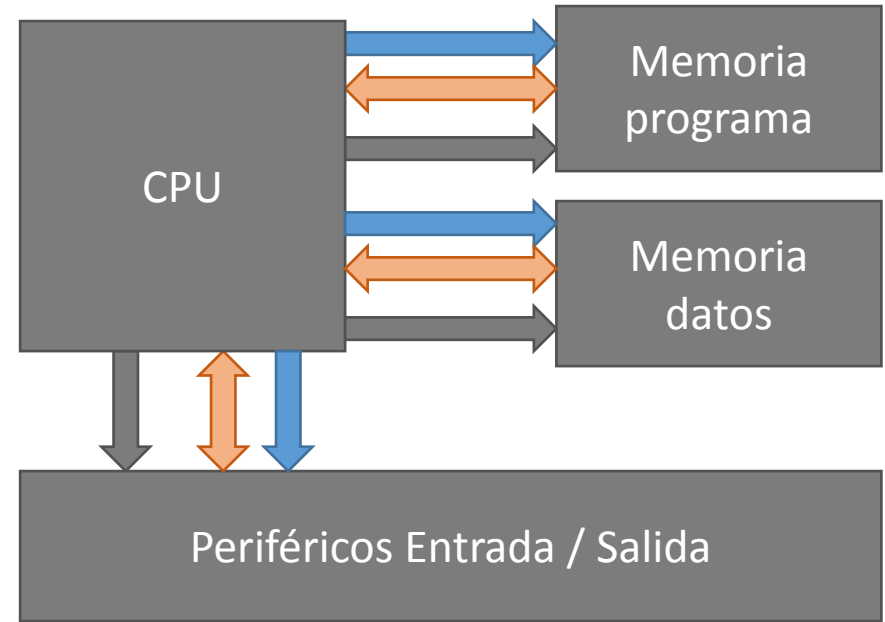 CPU
Memoria
programa
Memoria
datos
Periféricos Entrada / Salida